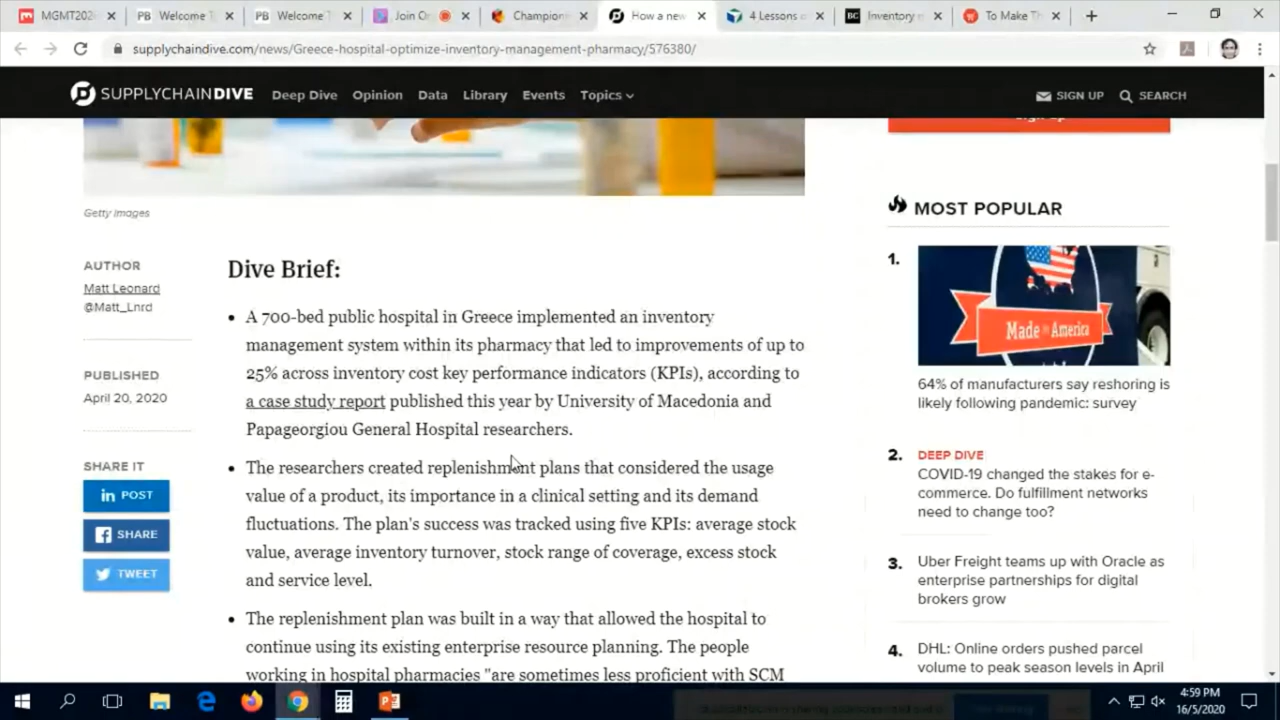 MGMT202
PB Welcome T
PB Welcome T
Join O
Champion
How a new
4 Lessons o
BC Inventory m
To Make Th
supplychaindive.com/news/Greece-hospital-optimize-inventory-management-pharmacy/576380/
SUPPLYCHAINDIVE
Deep Dive
Opinion
Data
Library
Events
Topics
SIGN UP
SEARCH
Getty Images
AUTHOR
Matt Leonard
@Matt_Lnrd
PUBLISHED
April 20, 2020
SHARE IT
in POST
SHARE
TWEET
Dive Brief:
• A 700-bed public hospital in Greece implemented an inventory
management system within its pharmacy that led to improvements of up to
25% across inventory cost key performance indicators (KPIs), according to
a case study report published this year by University of Macedonia and
Papageorgiou General Hospital researchers.
• The researchers created replenishment plans that considered the usage
value of a product, its importance in a clinical setting and its demand
fluctuations. The plan's success was tracked using five KPIs: average stock
value, average inventory turnover, stock range of coverage, excess stock
and service level.
• The replenishment plan was built in a way that allowed the hospital to
continue using its existing enterprise resource planning. The people
working in hospital pharmacies "are sometimes less proficient with SCM
MOST POPULAR
1.
Made in America
64% of manufacturers say reshoring is
likely following pandemic: survey
2. DEEP DIVE
COVID-19 changed the stakes for e-
commerce. Do fulfillment networks
need to change too?
3. Uber Freight teams up with Oracle as
enterprise partnerships for digital
brokers grow
4. DHL: Online orders pushed parcel
volume to peak season levels in April
4:59 PM
16/5/2020